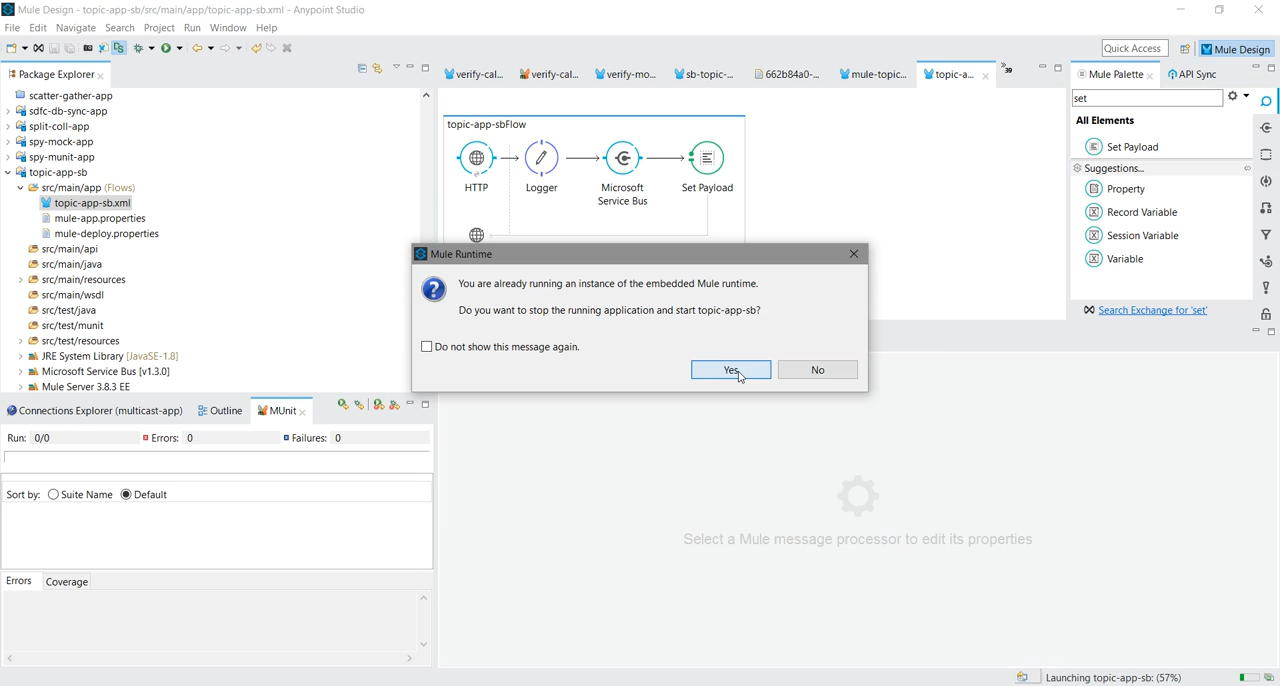 Mule Design - topic-app-sb/src/main/app/topic-app-sb.xml - Anypoint Studio
File Edit Navigate Search Project Run Window Help
Quick Access
Mule Design
Package Explorer
scatter-gather-app
sdfc-db-sync-app
split-coll-app
spy-mock-app
spy-munit-app
topic-app-sb
src/main/app (Flows)
topic-app-sb.xml
mule-app.properties
mule-deploy.properties
src/main/api
src/main/java
src/main/resources
src/main/wsdl
src/test/java
src/test/munit
src/test/resources
JRE System Library [JavaSE-1.8]
Microsoft Service Bus [v1.3.0]
Mule Server 3.8.3 EE
verify-cal... verify-cal... verify-mo... sb-topic-... 662b84a0-... mule-topic... topic-a... 39
topic-app-sbFlow
HTTP
Logger
Microsoft
Service Bus
Set Payload
Mule Palette
API Sync
set
All Elements
Set Payload
Suggestions...
Property
Record Variable
Session Variable
Variable
Search Exchange for 'set'
Mule Runtime
You are already running an instance of the embedded Mule runtime.
Do you want to stop the running application and start topic-app-sb?
Do not show this message again.
Yes
No
Connections Explorer (multicast-app) Outline MUnit
Run: 0/0 Errors: 0 Failures: 0
Sort by: Suite Name Default
Errors Coverage
Select a Mule message processor to edit its properties
Launching topic-app-sb: (57%)